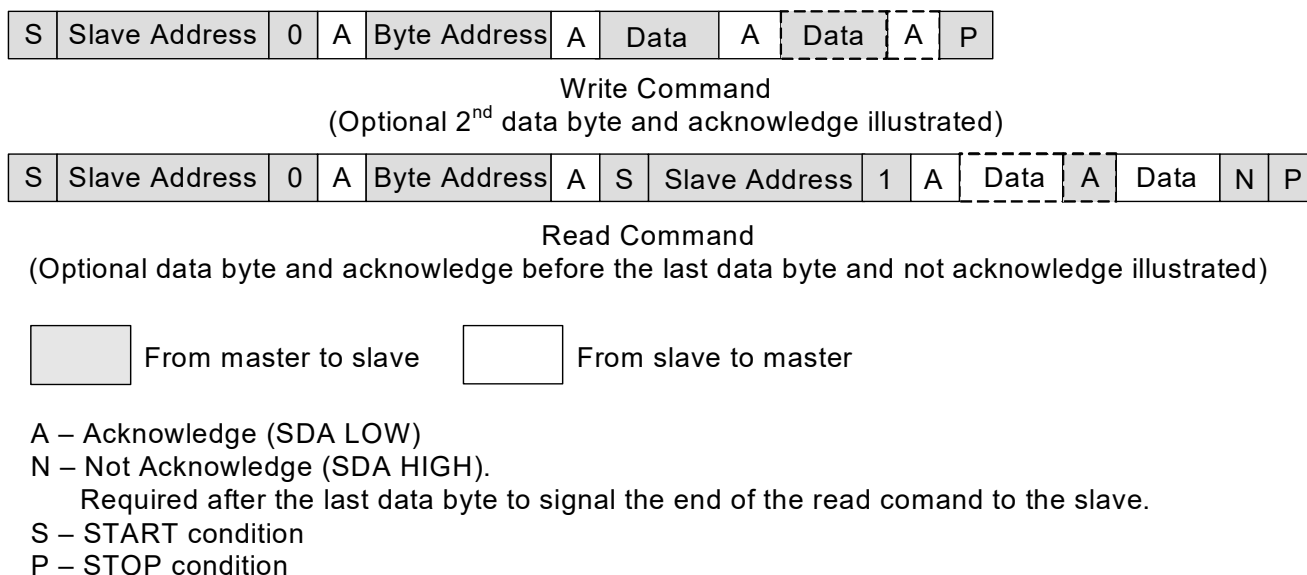 S Slave Address 0 A Byte Address A Data A Data A P
Write Command
(Optional 2nd data byte and acknowledge illustrated)
S Slave Address 0 A Byte Address A S Slave Address 1 A Data A Data N P
Read Command
(Optional data byte and acknowledge before the last data byte and not acknowledge illustrated)
From master to slave From slave to master
A – Acknowledge (SDA LOW)
N – Not Acknowledge (SDA HIGH).
Required after the last data byte to signal the end of the read comand to the slave.
S – START condition
P – STOP condition